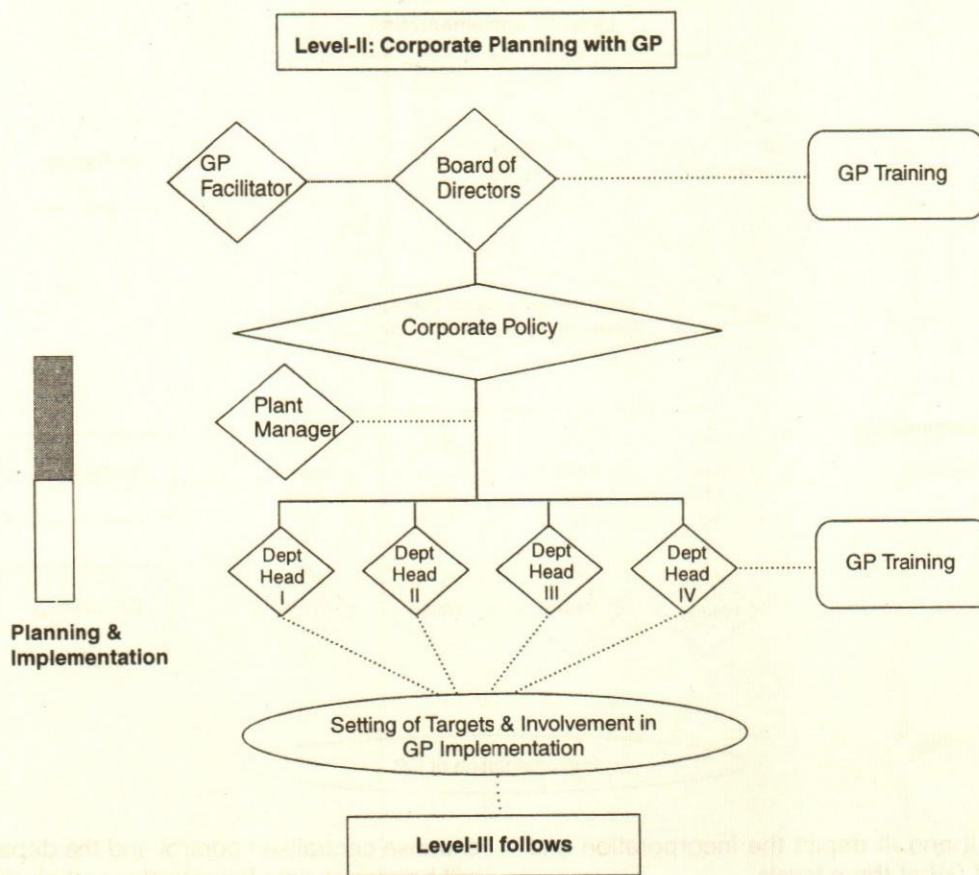 Level-II: Corporate Planning with GP
GP
Facilitator
Board of
Directors
GP Training
Corporate Policy
Plant
Manager
Dept
Head
I
Dept
Head
II
Dept
Head
III
Dept
Head
IV
GP Training
Planning &
Implementation
Setting of Targets & Involvement in
GP Implementation
Level-III follows